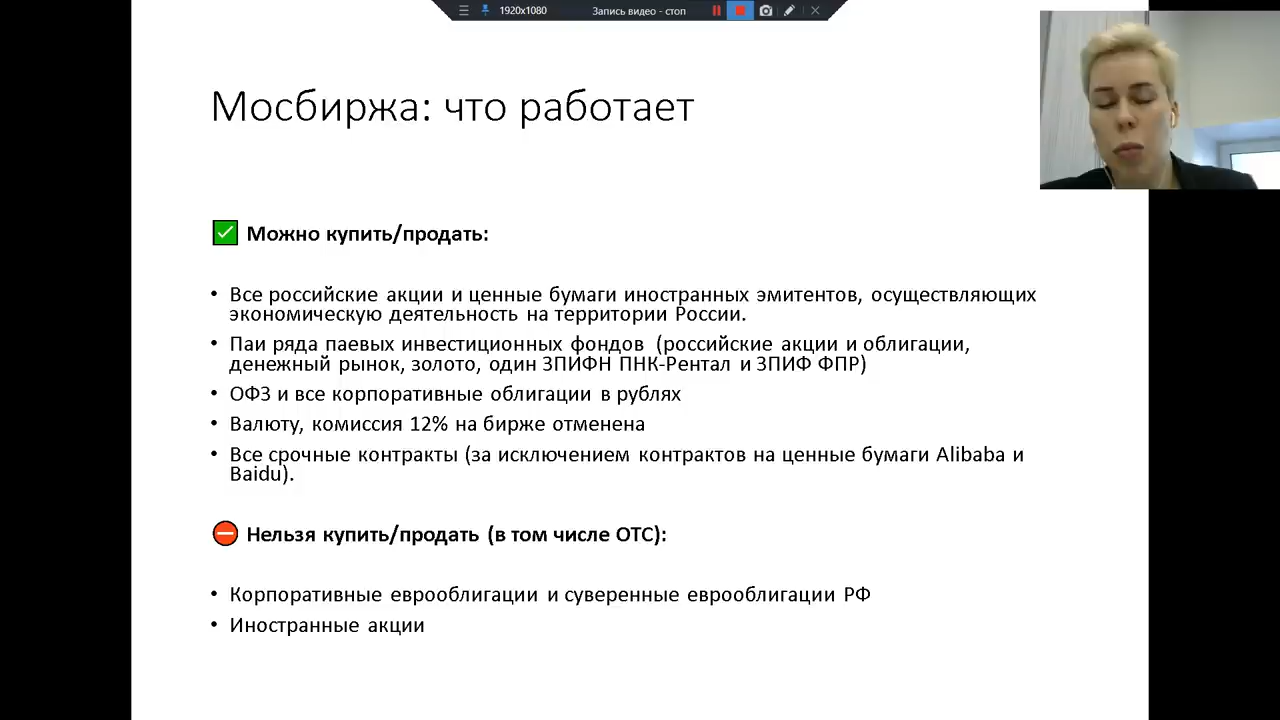 1920x1080
Запись видео - стоп
Мосбиржа: что работает
Можно купить/продать:
• Все российские акции и ценные бумаги иностранных эмитентов, осуществляющих
экономическую деятельность на территории России.
• Паи ряда паевых инвестиционных фондов (российские акции и облигации,
денежный рынок, золото, один ЗПИФН ПНК-Рентал и ЗПИФ ФПР)
• ОФЗ и все корпоративные облигации в рублях
• Валюту, комиссия 12% на бирже отменена
• Все срочные контракты (за исключением контрактов на ценные бумаги Alibaba и
Baidu).
Нельзя купить/продать (в том числе ОТС):
• Корпоративные еврооблигации и суверенные еврооблигации РФ
• Иностранные акции